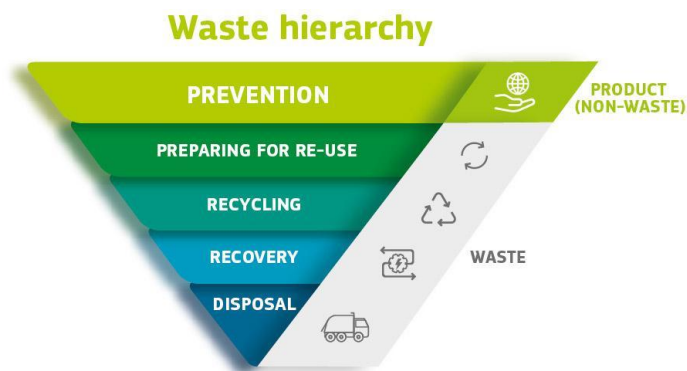 Waste hierarchy
PREVENTION
PRODUCT
(NON-WASTE)
PREPARING FOR RE-USE
RECYCLING
RECOVERY
WASTE
DISPOSAL